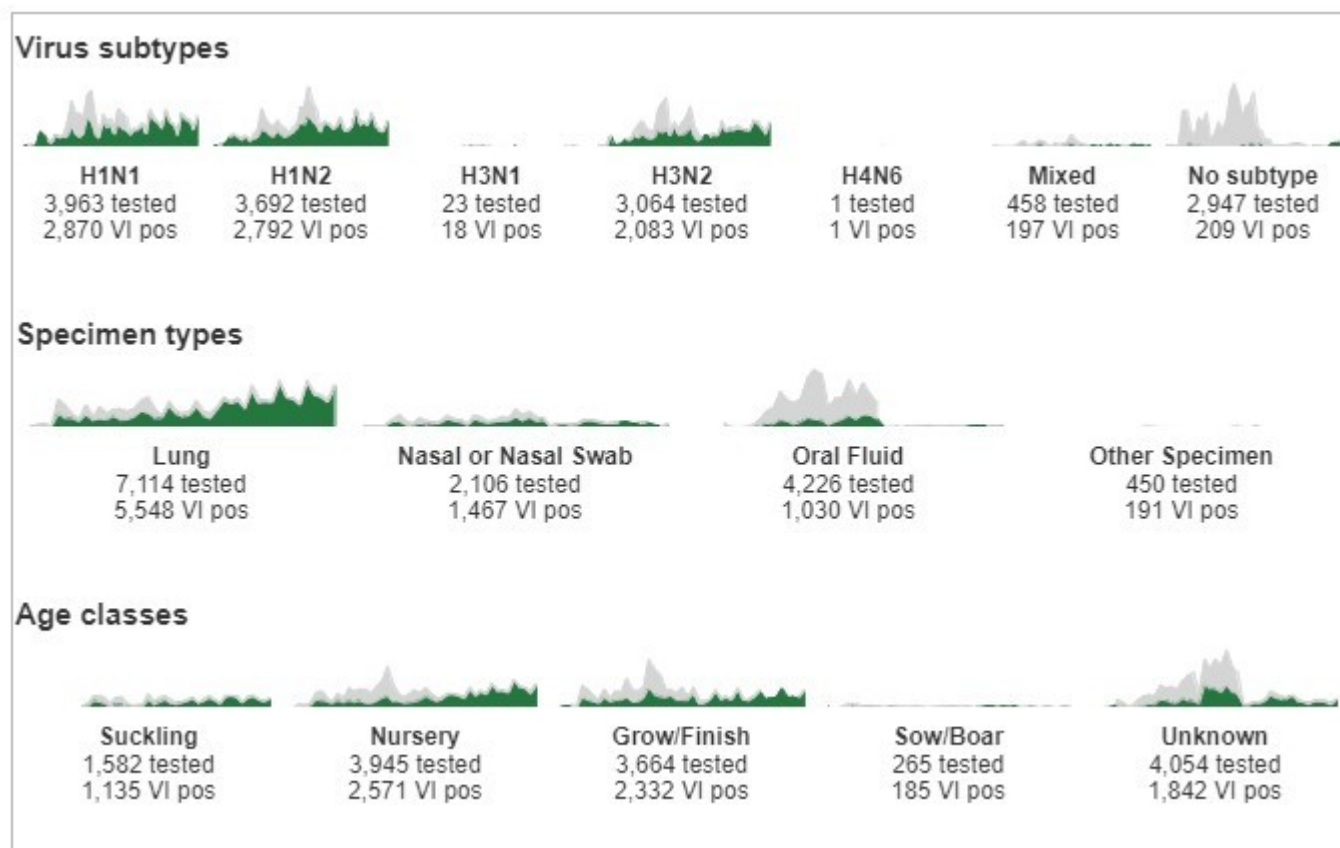 Virus subtypes
H1N1 H1N2 H3N1 H3N2 H4N6 Mixed No subtype
3,963 tested 3,692 tested 23 tested 3,064 tested 1 tested 458 tested 2,947 tested
2,870 VI pos 2,792 VI pos 18 VI pos 2,083 VI pos 1 VI pos 197 VI pos 209 VI pos
Specimen types
Lung Nasal or Nasal Swab Oral Fluid Other Specimen
7,114 tested 2,106 tested 4,226 tested 450 tested
5,548 VI pos 1,467 VI pos 1,030 VI pos 191 VI pos
Age classes
Suckling Nursery Grow/Finish Sow/Boar Unknown
1,582 tested 3,945 tested 3,664 tested 265 tested 4,054 tested
1,135 VI pos 2,571 VI pos 2,332 VI pos 185 VI pos 1,842 VI pos